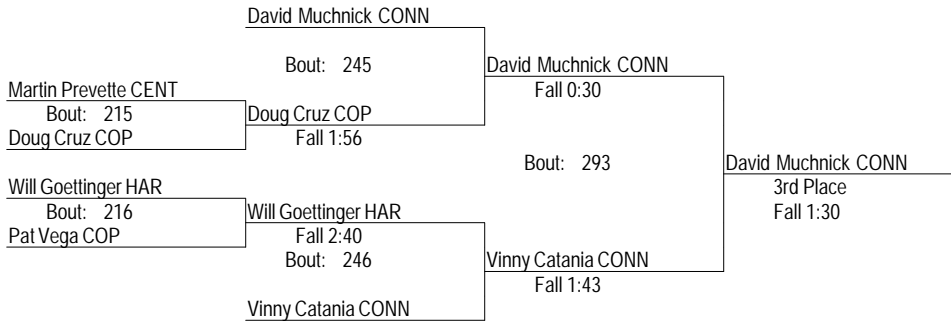 David Muchnick CONN
Bout: 245
David Muchnick CONN
Martin Prevette CENT
Fall 0:30
Bout: 215
Doug Cruz COP
Doug Cruz COP
Fall 1:56
Bout: 293
David Muchnick CONN
Will Goettinger HAR
3rd Place
Bout: 216
Will Goettinger HAR
Fall 1:30
Pat Vega COP
Fall 2:40
Bout: 246
Vinny Catania CONN
Fall 1:43
Vinny Catania CONN